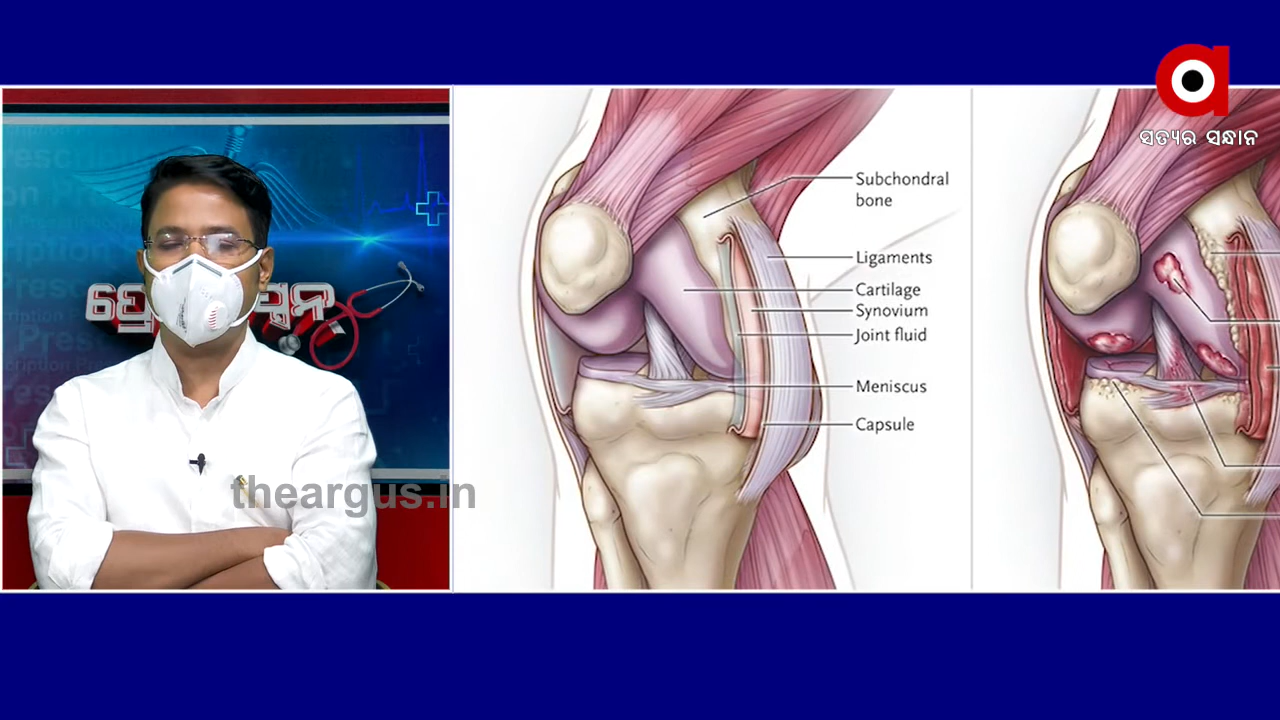 ସତ୍ୟର ସନ୍ଧାନ
Subchondral
bone
Ligaments
Cartilage
Synovium
Joint fluid
Meniscus
Capsule
theargus.in